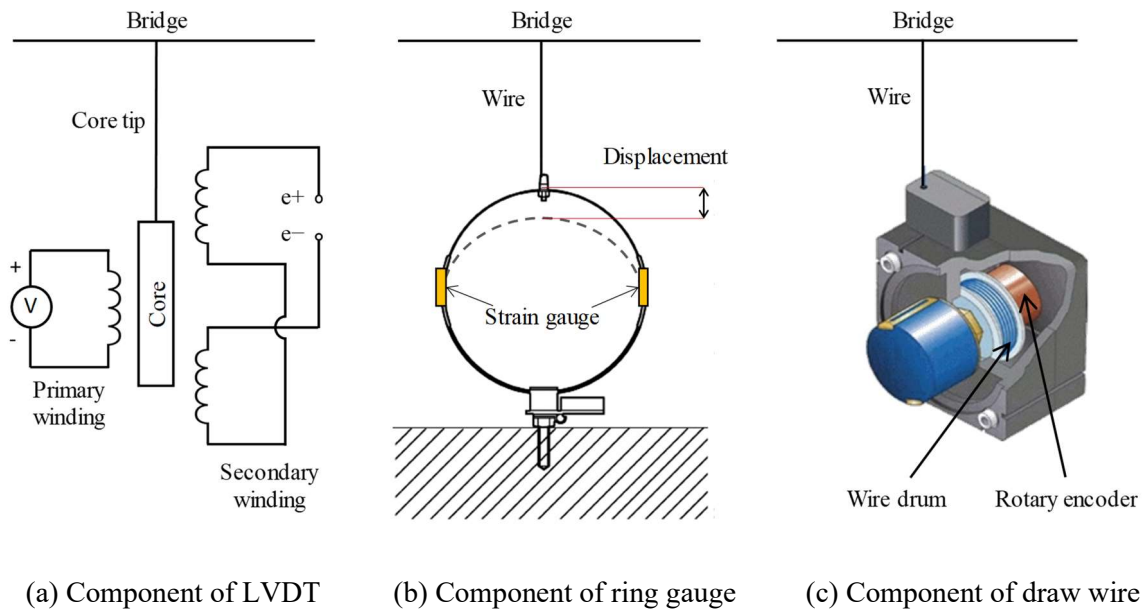 Bridge
Core tip
Core
e+
e−
+
V
-
Primary
winding
Secondary
winding
(a) Component of LVDT
Bridge
Wire
Displacement
Strain gauge
(b) Component of ring gauge
Bridge
Wire
Wire drum
Rotary encoder
(c) Component of draw wire